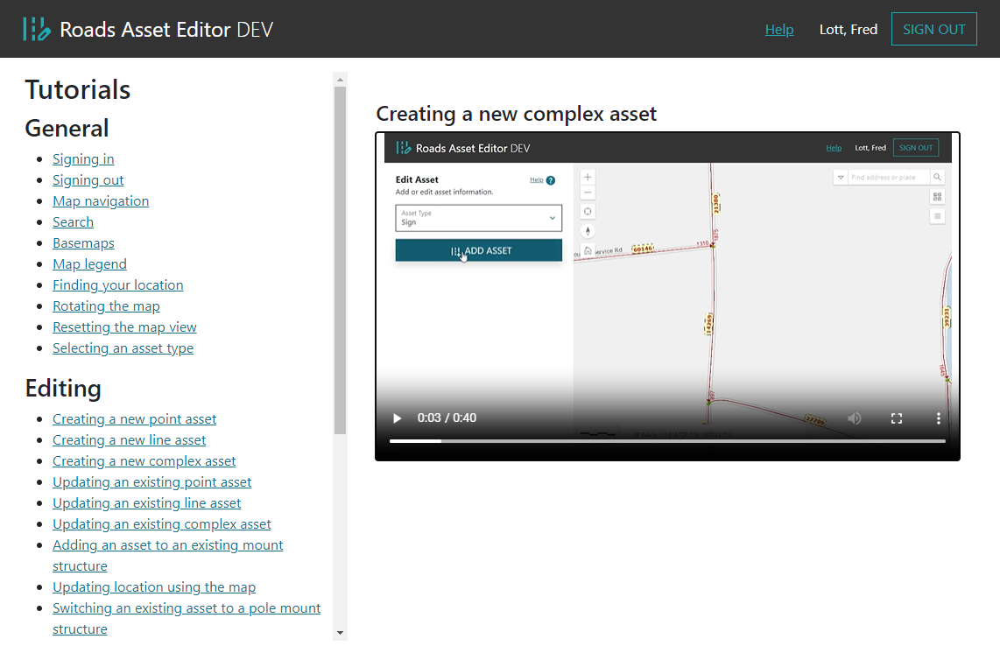 Roads Asset Editor DEV
Help
Lott, Fred
SIGN OUT
Tutorials
General
Signing in
Signing out
Map navigation
Search
Basemaps
Map legend
Finding your location
Rotating the map
Resetting the map view
Selecting an asset type
Editing
Creating a new point asset
Creating a new line asset
Creating a new complex asset
Updating an existing point asset
Updating an existing line asset
Updating an existing complex asset
Adding an asset to an existing mount
structure
Updating location using the map
Switching an existing asset to a pole mount
structure
Creating a new complex asset
Roads Asset Editor DEV
Help
Lott, Fred
SIGN OUT
Edit Asset
Help ?
Add or edit asset information.
Asset Type
Sign
ADD ASSET
Find address or place
21380
1875
1310
60146
ervice Rd
14269
39231
27789
0:03 / 0:40